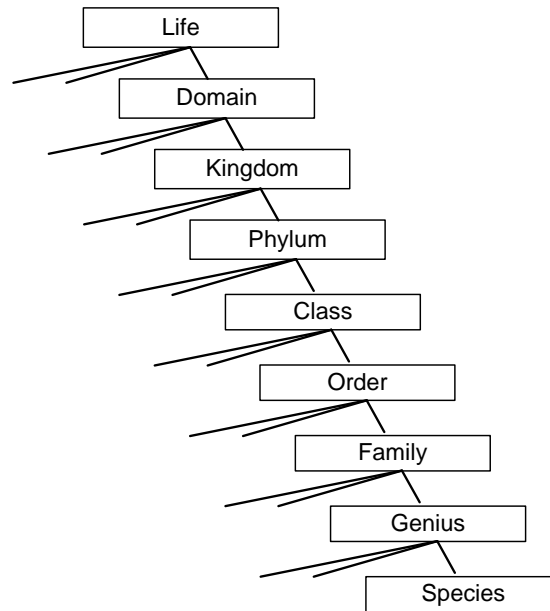 Life
Domain
Kingdom
Phylum
Class
Order
Family
Genius
Species